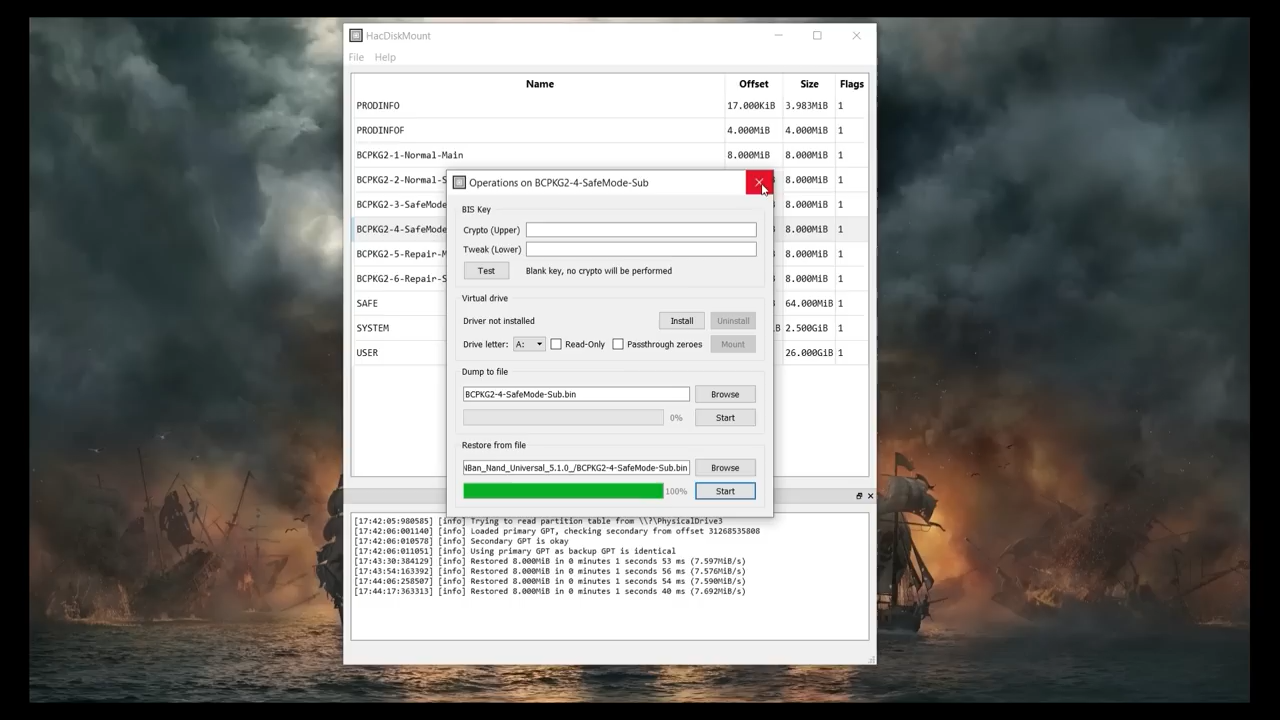 HacDiskMount
File Help
Name Offset Size Flags
PRODINFO 17.000KiB 3.983MiB 1
PRODINFOF 4.000MiB 4.000MiB 1
BCPKG2-1-Normal-Main 8.000MiB 8.000MiB 1
BCPKG2-2-Normal-S 8.000MiB 1
BCPKG2-3-SafeMode 8.000MiB 1
BCPKG2-4-SafeMode 8.000MiB 1
BCPKG2-5-Repair-M 8.000MiB 1
BCPKG2-6-Repair-S 8.000MiB 1
SAFE 64.000MiB 1
SYSTEM 2.500GiB 1
USER 26.000GiB 1
Operations on BCPKG2-4-SafeMode-Sub
BIS Key
Crypto (Upper)
Tweak (Lower)
Test Blank key, no crypto will be performed
Virtual drive
Driver not installed Install Uninstall
Drive letter: A: Read-Only Passthrough zeroes Mount
Dump to file
BCPKG2-4-SafeMode-Sub.bin Browse
0% Start
Restore from file
NBan_Nand_Universal_5.1.0_/BCPKG2-4-SafeMode-Sub.bin Browse
100% Start
[17:42:05:980585] [info] Trying to read partition table from \\?\PhysicalDrive3
[17:42:06:001140] [info] Loaded primary GPT, checking secondary from offset 31268535808
[17:42:06:010578] [info] Secondary GPT is okay
[17:42:06:011051] [info] Using primary GPT as backup GPT is identical
[17:43:30:384129] [info] Restored 8.000MiB in 0 minutes 1 seconds 53 ms (7.597MiB/s)
[17:43:54:163392] [info] Restored 8.000MiB in 0 minutes 1 seconds 56 ms (7.576MiB/s)
[17:44:06:258507] [info] Restored 8.000MiB in 0 minutes 1 seconds 54 ms (7.590MiB/s)
[17:44:17:363313] [info] Restored 8.000MiB in 0 minutes 1 seconds 40 ms (7.692MiB/s)